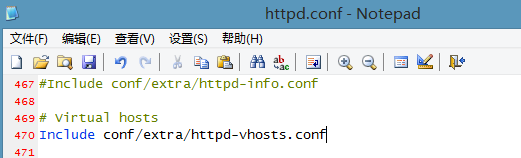 httpd.conf - Notepad
文件(F) 编辑(E) 查看(V) 设置(S) 帮助(H)
467 #Include conf/extra/httpd-info.conf
468
469 # Virtual hosts
470 Include conf/extra/httpd-vhosts.conf
471